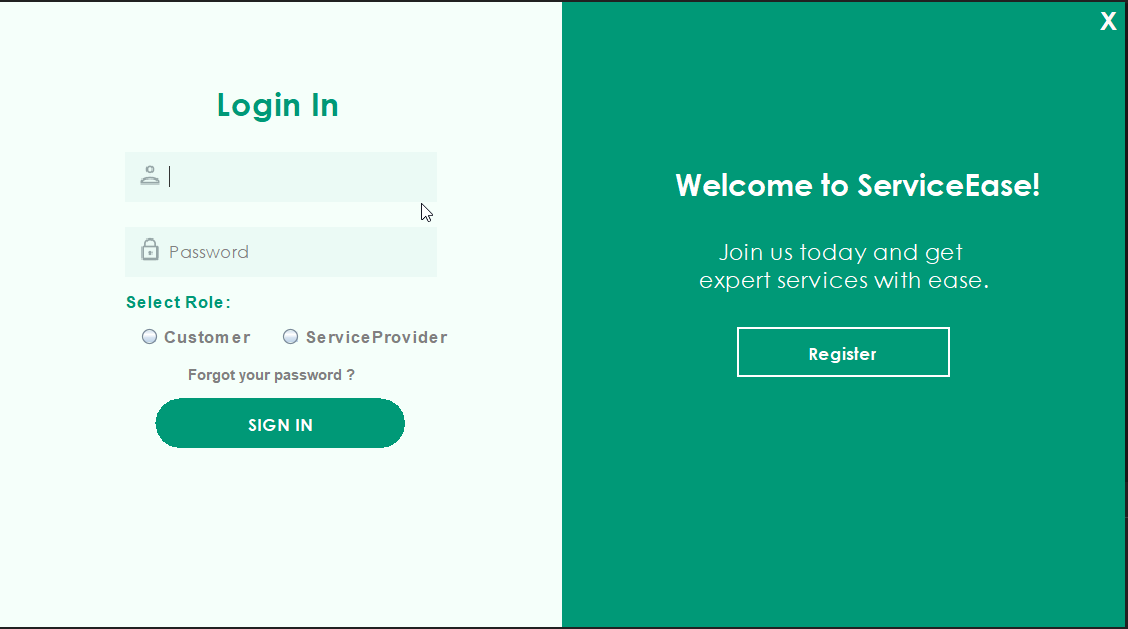 X
Login In
Password
Select Role:
Customer
ServiceProvider
Forgot your password ?
SIGN IN
Welcome to ServiceEase!
Join us today and get
expert services with ease.
Register